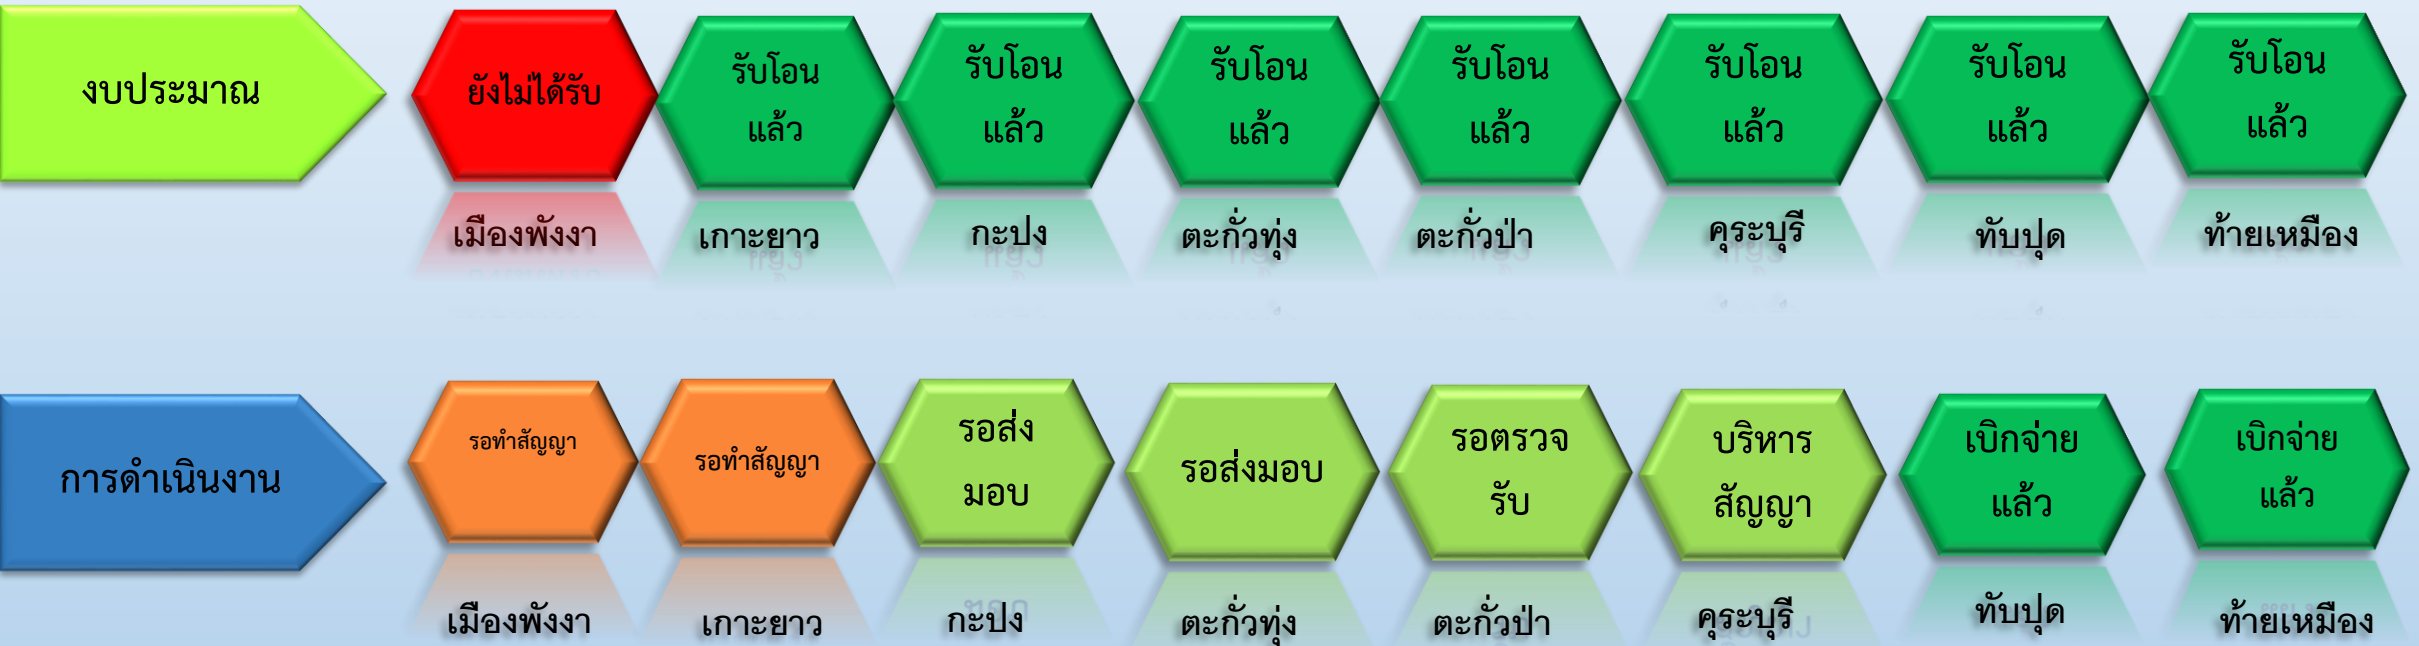 งบประมาณ
ยังไม่ได้รับ
รับโอน
แล้ว
รับโอน
แล้ว
รับโอน
แล้ว
รับโอน
แล้ว
รับโอน
แล้ว
รับโอน
แล้ว
รับโอน
แล้ว
เมืองพังงา
เกาะยาว
กะปง
ตะกั่วทุ่ง
ตะกั่วป่า
คุระบุรี
ทับปุด
ท้ายเหมือง
การดำเนินงาน
รอทำสัญญา
รอทำสัญญา
รอส่ง
มอบ
รอส่งมอบ
รอตรวจ
รับ
บริหาร
สัญญา
เบิกจ่าย
แล้ว
เบิกจ่าย
แล้ว
เมืองพังงา
เกาะยาว
กะปง
ตะกั่วทุ่ง
ตะกั่วป่า
คุระบุรี
ทับปุด
ท้ายเหมือง